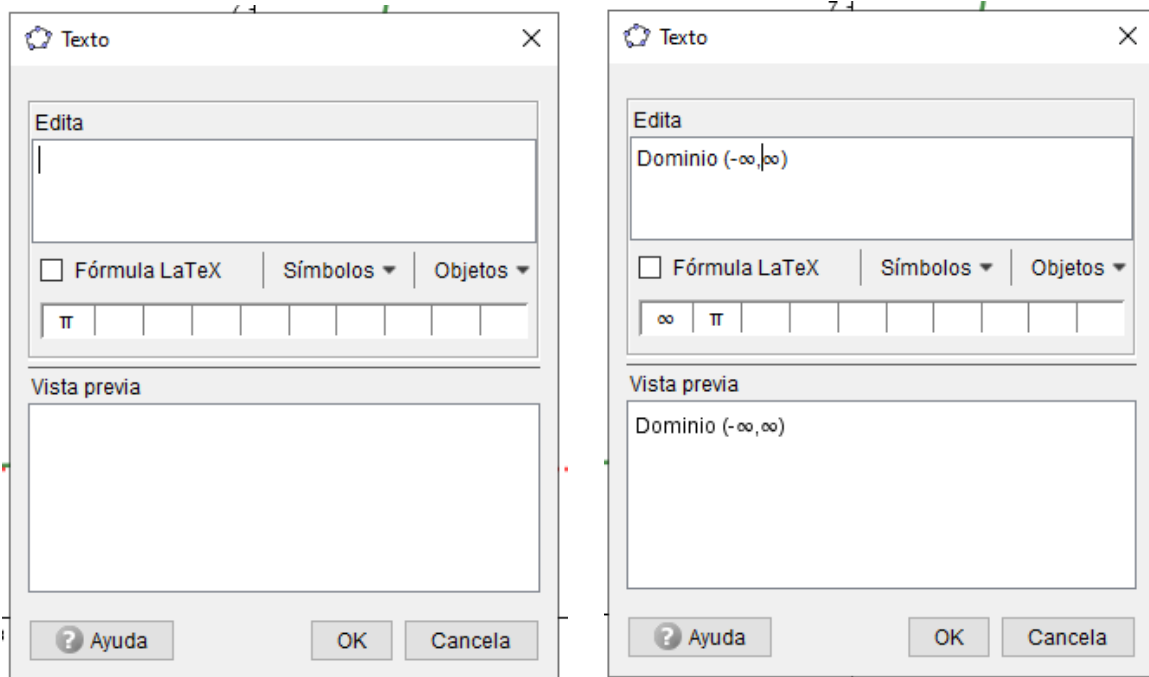 Texto
Edita
Fórmula LaTeX Símbolos Objetos
π
Vista previa
Ayuda OK Cancela
Texto
Edita
Dominio (-∞,∞)
Fórmula LaTeX Símbolos Objetos
∞ π
Vista previa
Dominio (-∞,∞)
Ayuda OK Cancela